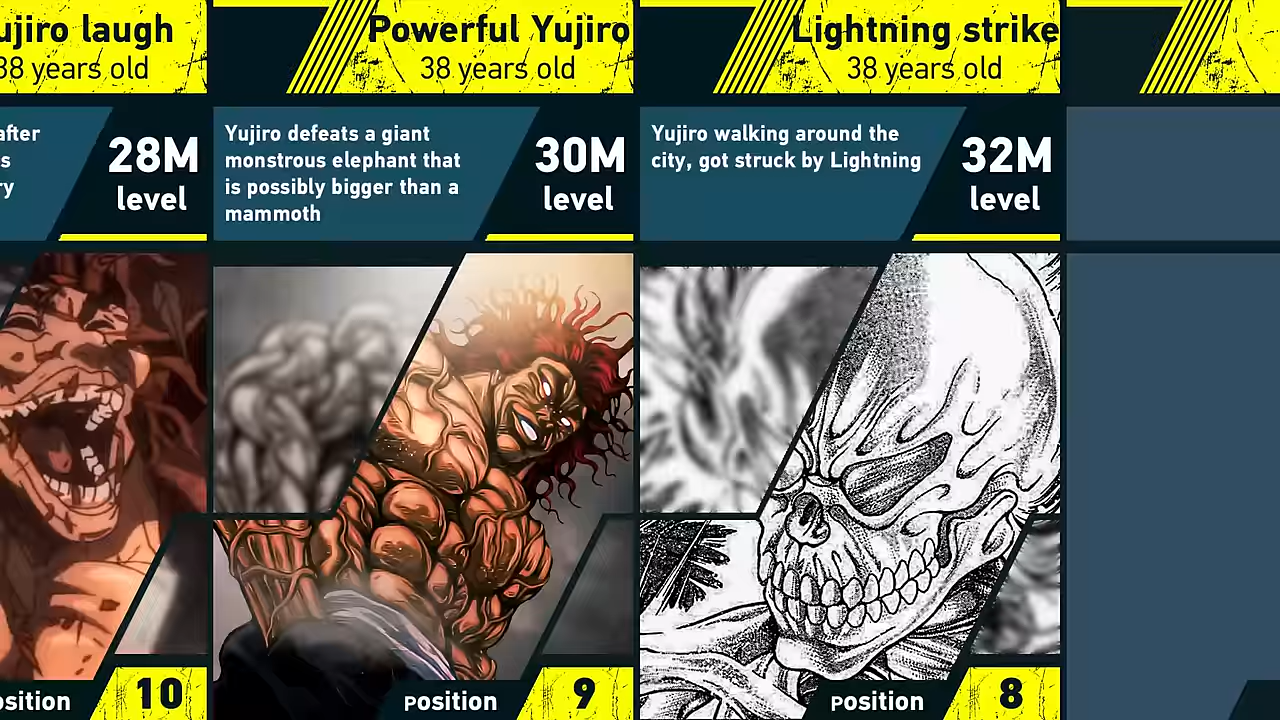 ujiro laugh
38 years old
after
s
ry
28M
level
position
10
Powerful Yujiro
38 years old
Yujiro defeats a giant
monstrous elephant that
is possibly bigger than a
mammoth
30M
level
position
9
Lightning strike
38 years old
Yujiro walking around the
city, got struck by Lightning
32M
level
position
8